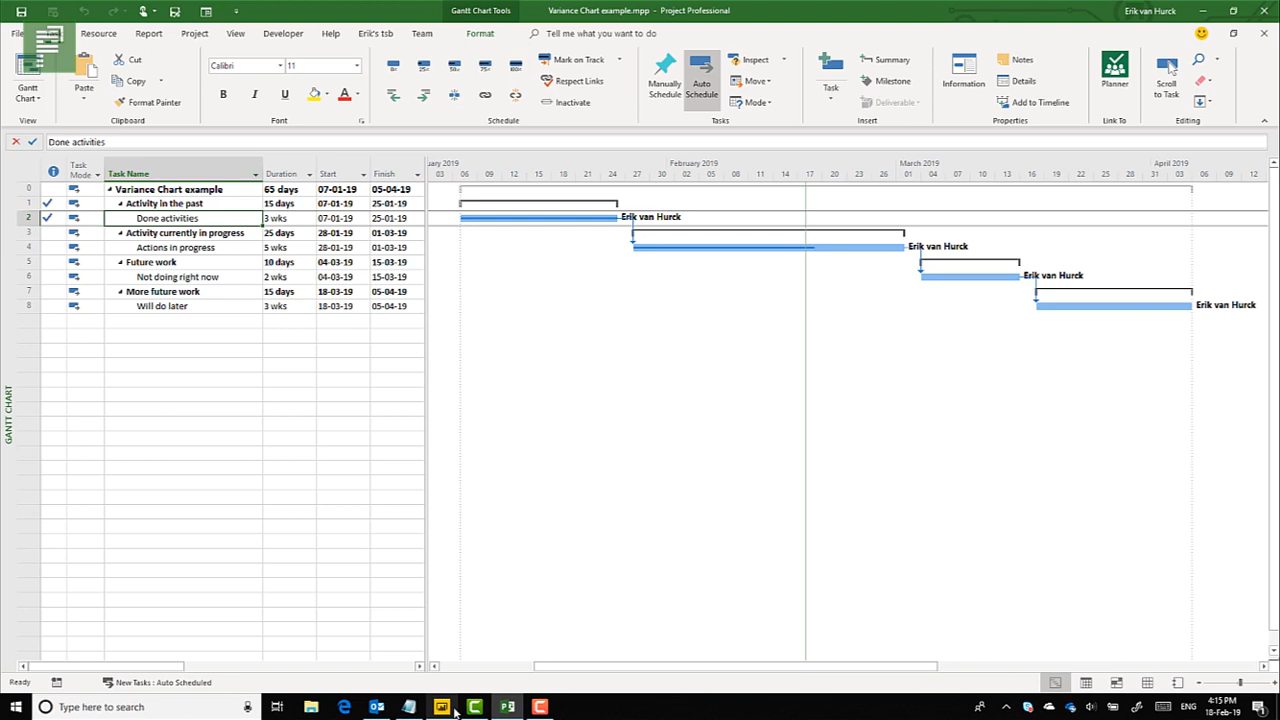 Gantt Chart Tools
Variance Chart example.mpp - Project Professional
Erik van Hurck
Resource Report Project View Developer Help Erik's tsb Team Format Tell me what you want to do
Gantt Chart
View
Paste
Cut
Copy
Format Painter
Clipboard
Calibri 11
B I U A
Font
0% 25% 50% 75% 100%
Mark on Track
Respect Links
Inactivate
Schedule
Manually Schedule
Auto Schedule
Inspect
Move
Mode
Tasks
Task
Summary
Milestone
Deliverable
Insert
Information
Notes
Details
Add to Timeline
Properties
Planner
Link To
Scroll to Task
Editing
Done activities
Task Mode Task Name Duration Start Finish
0 Variance Chart example 65 days 07-01-19 05-04-19
1 Activity in the past 15 days 07-01-19 25-01-19
2 Done activities 3 wks 07-01-19 25-01-19
3 Activity currently in progress 25 days 28-01-19 01-03-19
4 Actions in progress 5 wks 28-01-19 01-03-19
5 Future work 10 days 04-03-19 15-03-19
6 Not doing right now 2 wks 04-03-19 15-03-19
7 More future work 15 days 18-03-19 05-04-19
8 Will do later 3 wks 18-03-19 05-04-19
GANTT CHART
uary 2019 February 2019 March 2019 April 2019
03 06 09 12 15 18 21 24 27 30 02 05 08 11 14 17 20 23 26 01 04 07 10 13 16 19 22 25 28 31 03 06 09 12
Erik van Hurck
Erik van Hurck
Erik van Hurck
Erik van Hurck
Ready
New Tasks : Auto Scheduled
Type here to search
4:15 PM
18-Feb-19